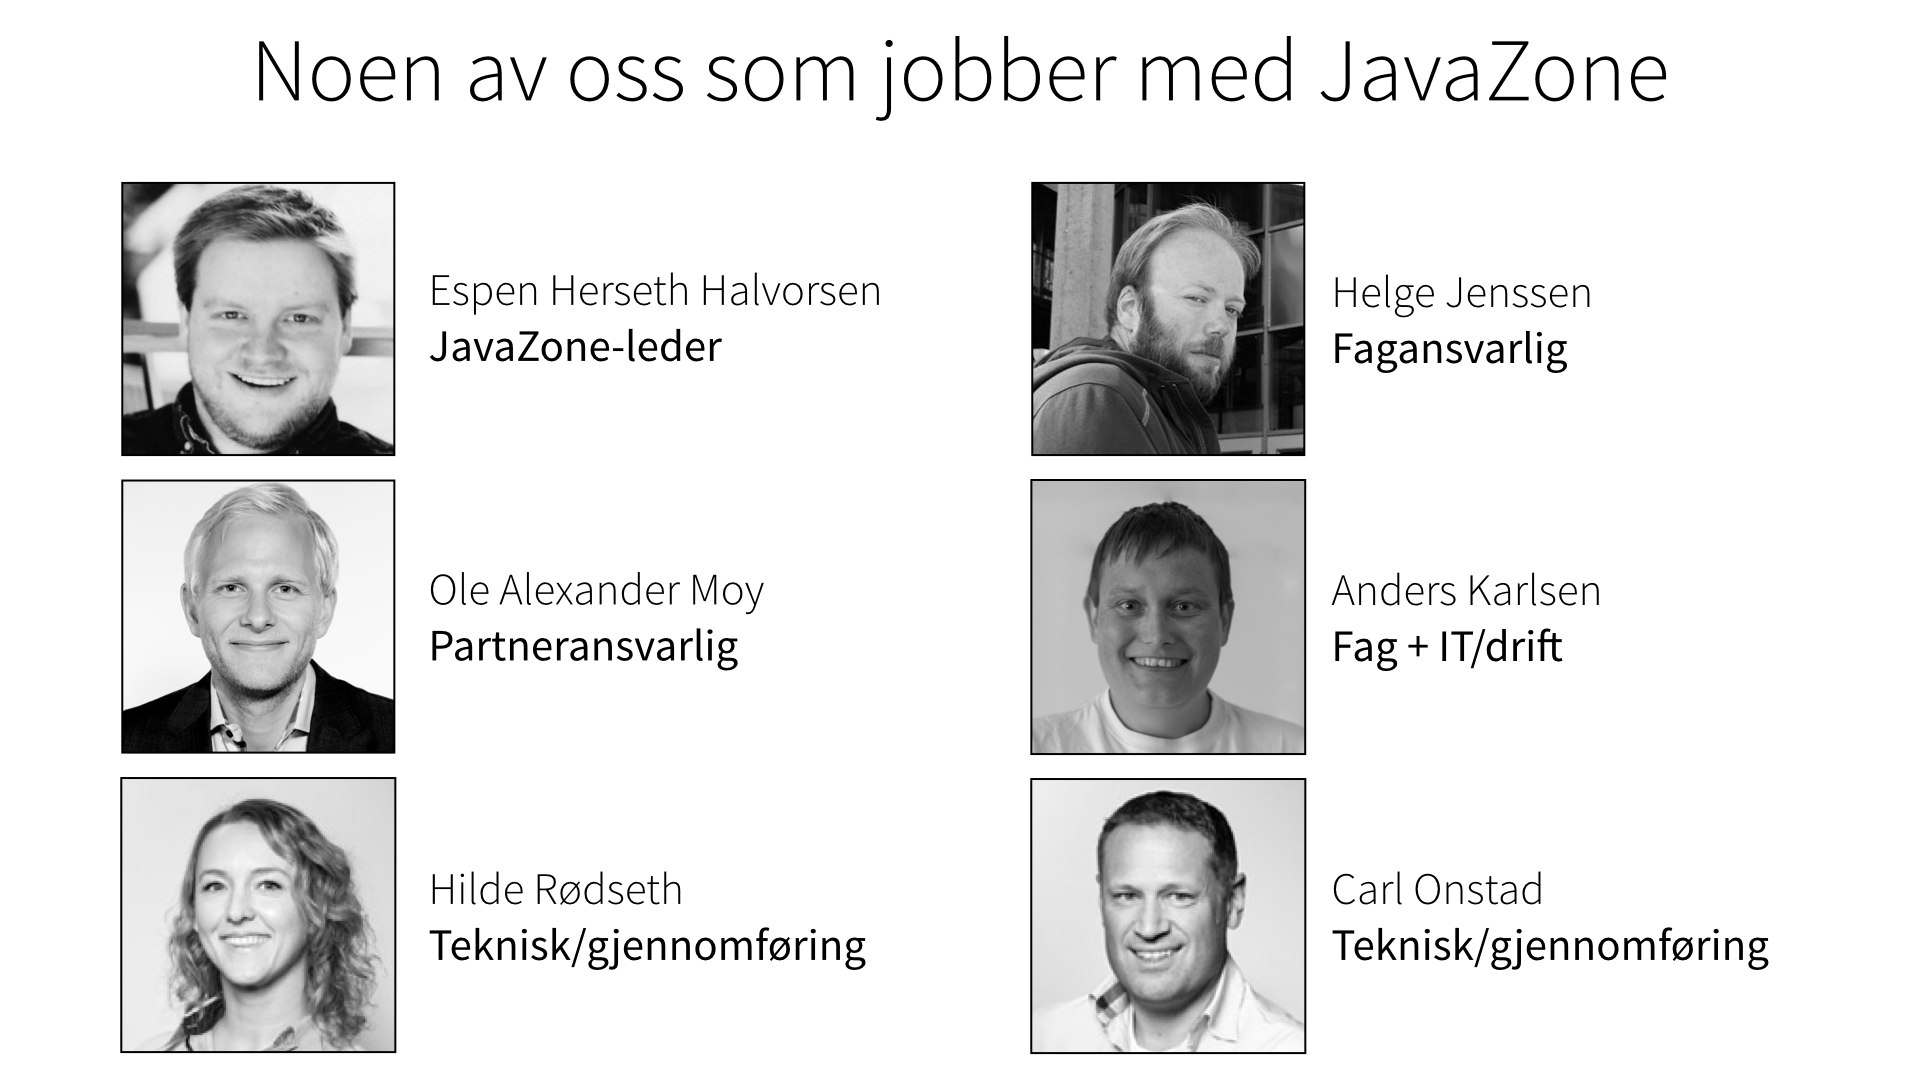 Noen av oss som jobber med JavaZone
Espen Herseth Halvorsen
JavaZone-leder
Helge Jenssen
Fagansvarlig
Ole Alexander Moy
Partneransvarlig
Anders Karlsen
Fag + IT/drift
Hilde Rødseth
Teknisk/gjennomføring
Carl Onstad
Teknisk/gjennomføring